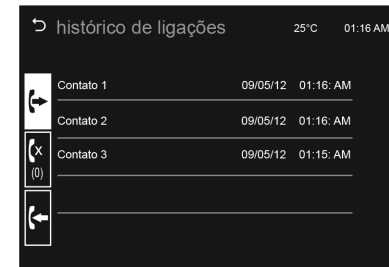 histórico de ligações 25°C 01:16 AM
Contato 1 09/05/12 01:16: AM
Contato 2 09/05/12 01:16: AM
X
Contato 3 09/05/12 01:15: AM
(0)